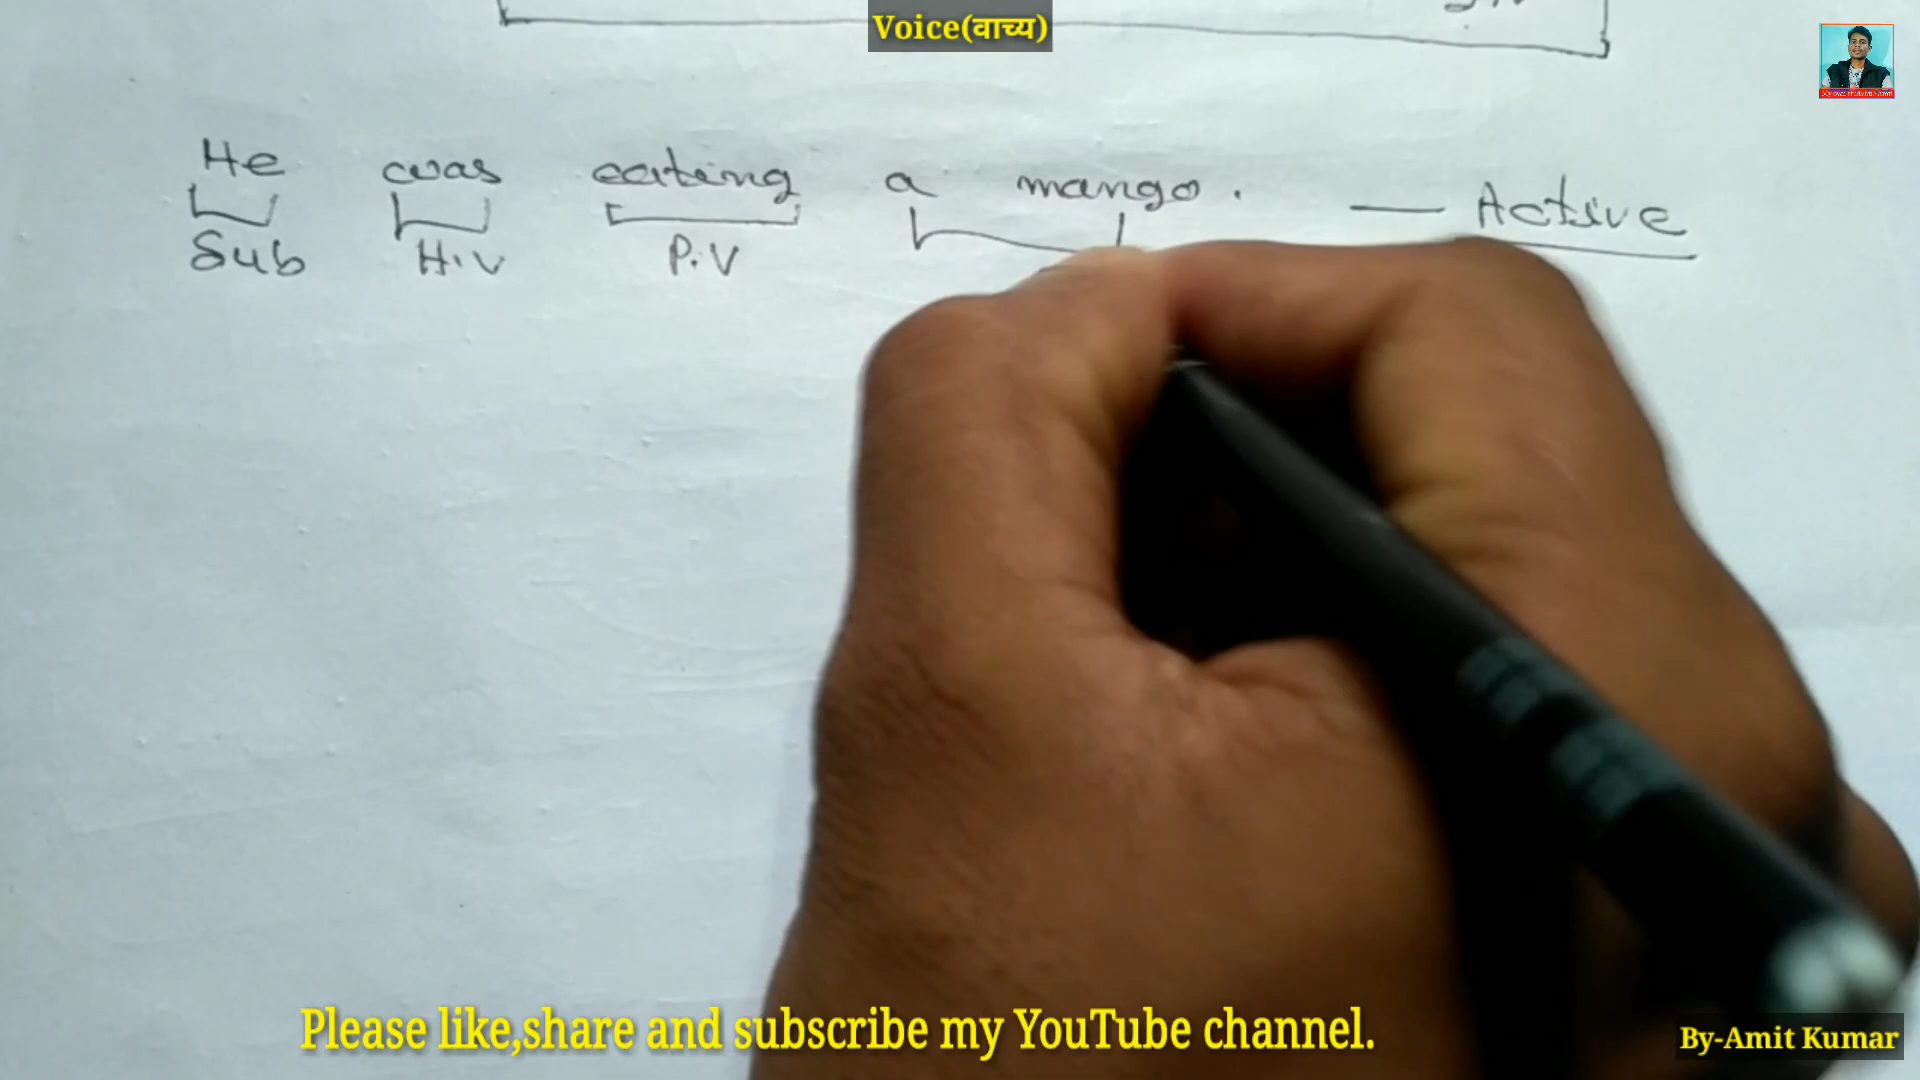 Voice(वाच्य)
He was eating a mango. — Active
Sub H.V P.V
Please like,share and subscribe my YouTube channel.
By-Amit Kumar